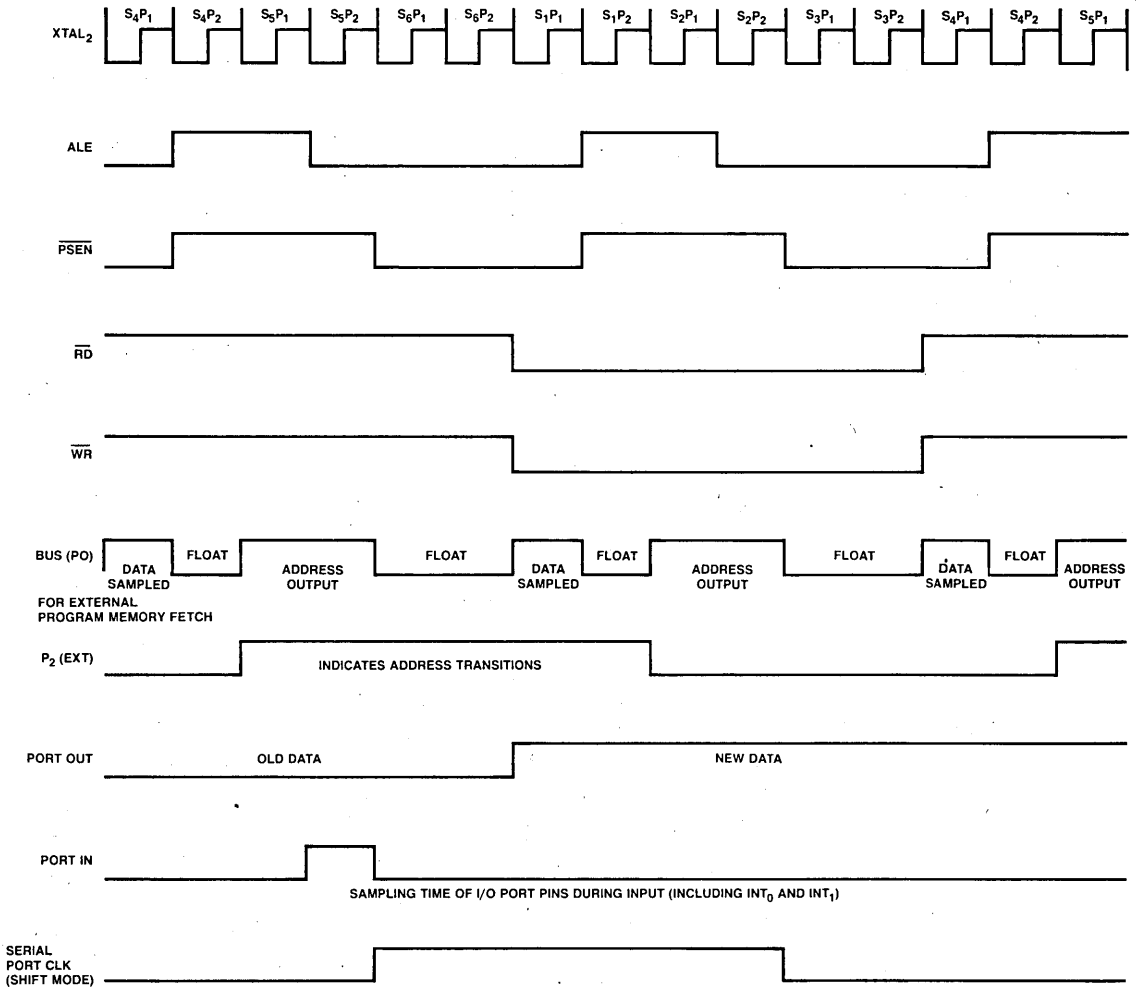 S4P1 S4P2 S5P1 S5P2 S6P1 S6P2 S1P1 S1P2 S2P1 S2P2 S3P1 S3P2 S4P1 S4P2 S5P1
XTAL2
ALE
PSEN
RD
WR
BUS (PO)
FLOAT FLOAT FLOAT FLOAT FLOAT
DATA ADDRESS DATA ADDRESS DATA ADDRESS
SAMPLED OUTPUT SAMPLED OUTPUT SAMPLED OUTPUT
FOR EXTERNAL
PROGRAM MEMORY FETCH
P2 (EXT)
INDICATES ADDRESS TRANSITIONS
PORT OUT
OLD DATA NEW DATA
PORT IN
SAMPLING TIME OF I/O PORT PINS DURING INPUT (INCLUDING INT0 AND INT1)
SERIAL
PORT CLK
(SHIFT MODE)